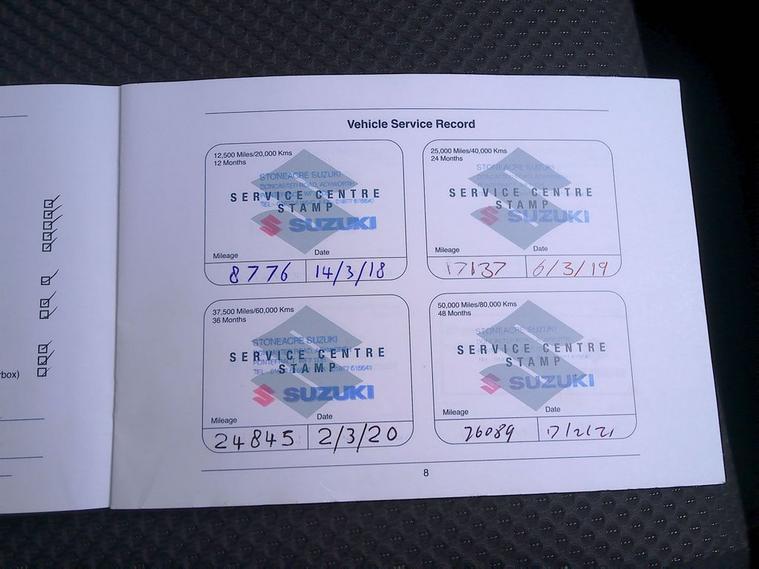 Vehicle Service Record
12,500 Miles/20,000 Kms
12 Months
STONEACRE SUZUKI
SERVICE CENTRE
STAMP
SUZUKI
Mileage Date
8776 14/3/18
25,000 Miles/40,000 Kms
24 Months
STONEACRE SUZUKI
SERVICE CENTRE
STAMP
SUZUKI
Mileage Date
17137 6/3/19
37,500 Miles/60,000 Kms
36 Months
STONEACRE SUZUKI
SERVICE CENTRE
STAMP
SUZUKI
Mileage Date
24845 2/3/20
50,000 Miles/80,000 Kms
48 Months
STONEACRE SUZUKI
SERVICE CENTRE
STAMP
SUZUKI
Mileage Date
26089 17/2/21
rbox)
8